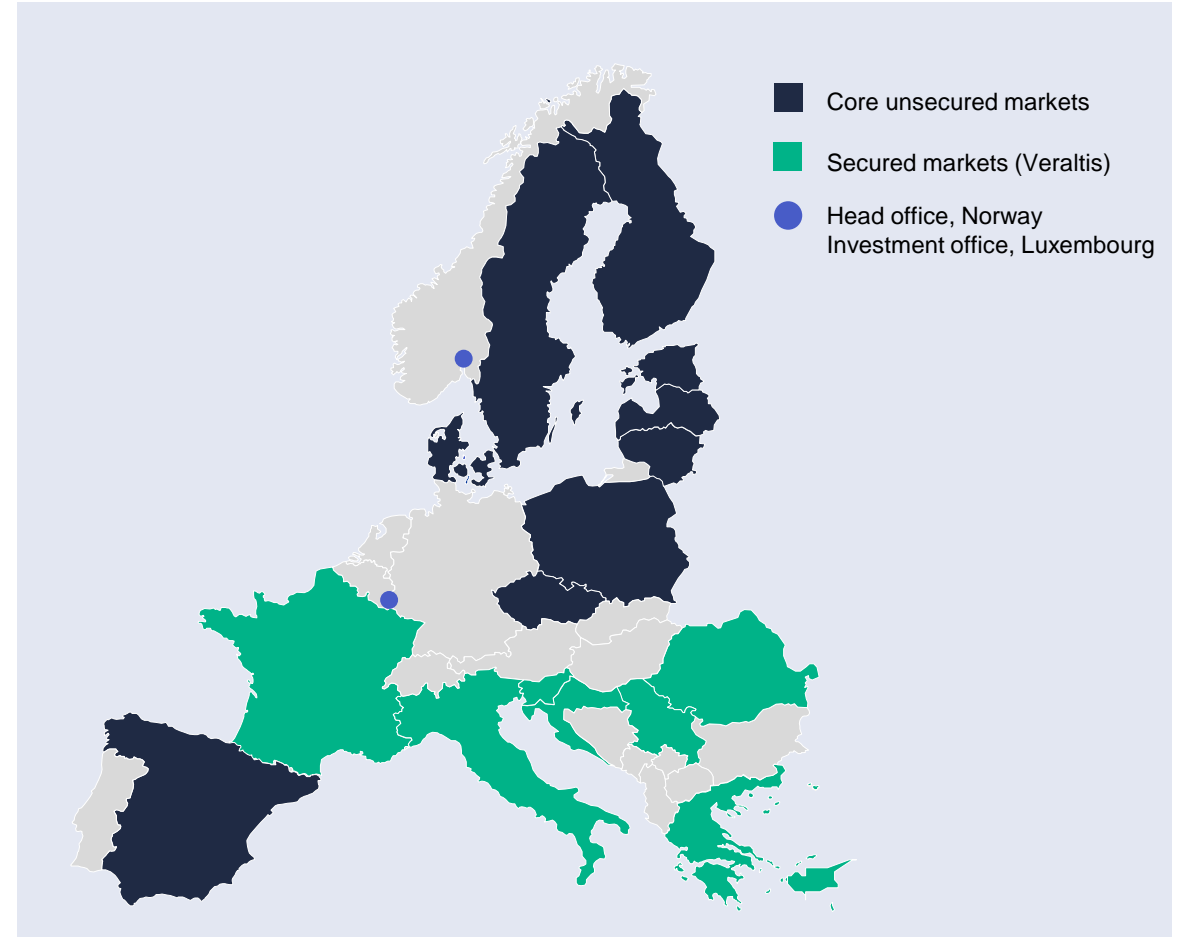 Core unsecured markets
Secured markets (Veraltis)
Head office, Norway
Investment office, Luxembourg